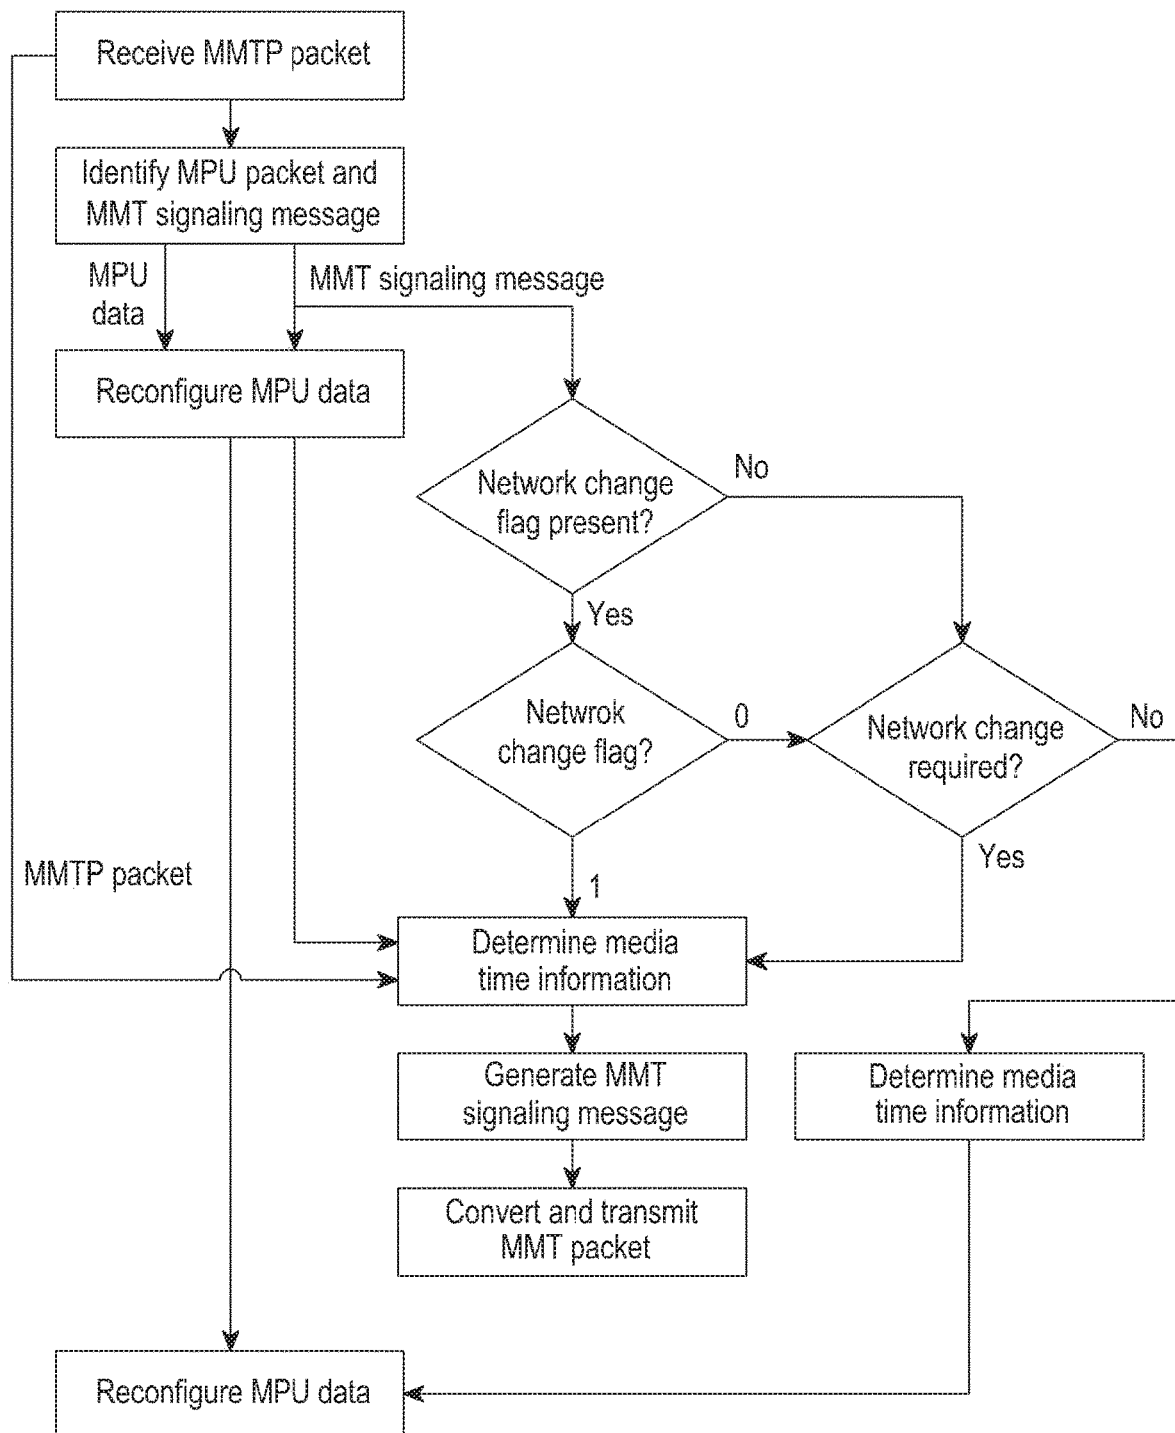 Receive MMTP packet
Identify MPU packet and
MMT signaling message
MPU
data
MMT signaling message
Reconfigure MPU data
Network change
flag present?
No
Yes
Netwrok
change flag?
0
Network change
required?
No
Yes
1
MMTP packet
Determine media
time information
Generate MMT
signaling message
Determine media
time information
Convert and transmit
MMT packet
Reconfigure MPU data